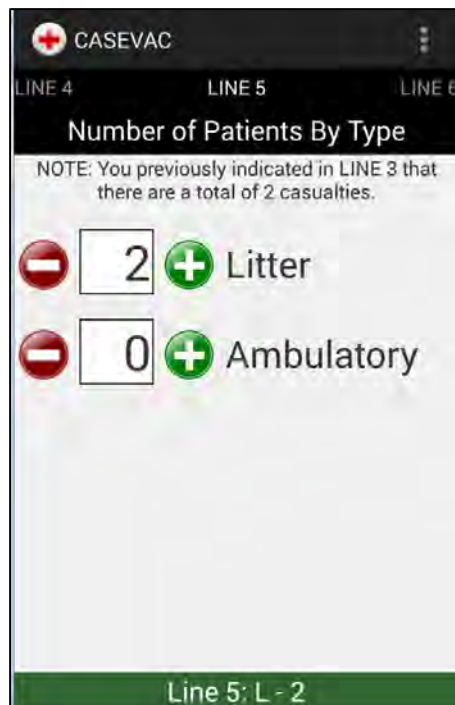 CASEVAC
LINE 4 LINE 5 LINE 6
Number of Patients By Type
NOTE: You previously indicated in LINE 3 that
there are a total of 2 casualties.
2 Litter
0 Ambulatory
Line 5: L - 2